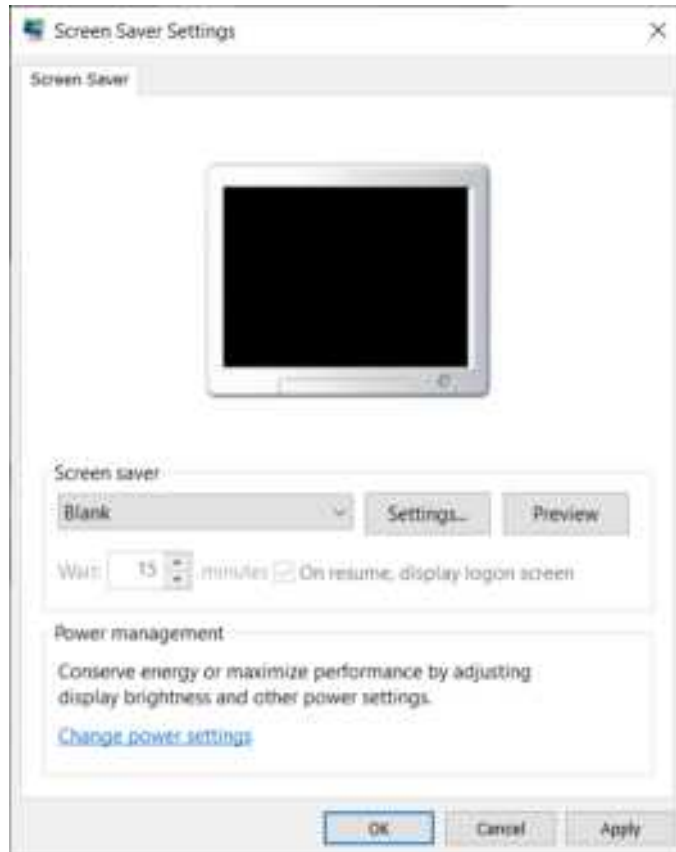 Screen Saver Settings
Screen Saver
Screen saver
Blank
Settings...
Preview
Wait: 15 minutes On resume, display logon screen
Power management
Conserve energy or maximize performance by adjusting
display brightness and other power settings.
Change power settings
OK
Cancel
Apply